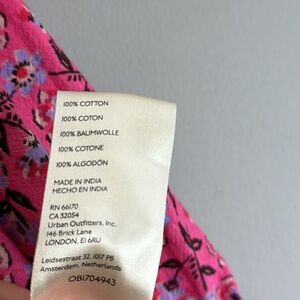 100% COTTON
100% COTON
100% BAUMWOLLE
100% COTONE
100% ALGODÓN
MADE IN INDIA
HECHO EN INDIA
RN 66170
CA 32054
Urban Outfitters, Inc.
146 Brick Lane
LONDON, E1 6RU
Leidsestraat 32, 1017 PB
Amsterdam, Netherlands
OB1704943